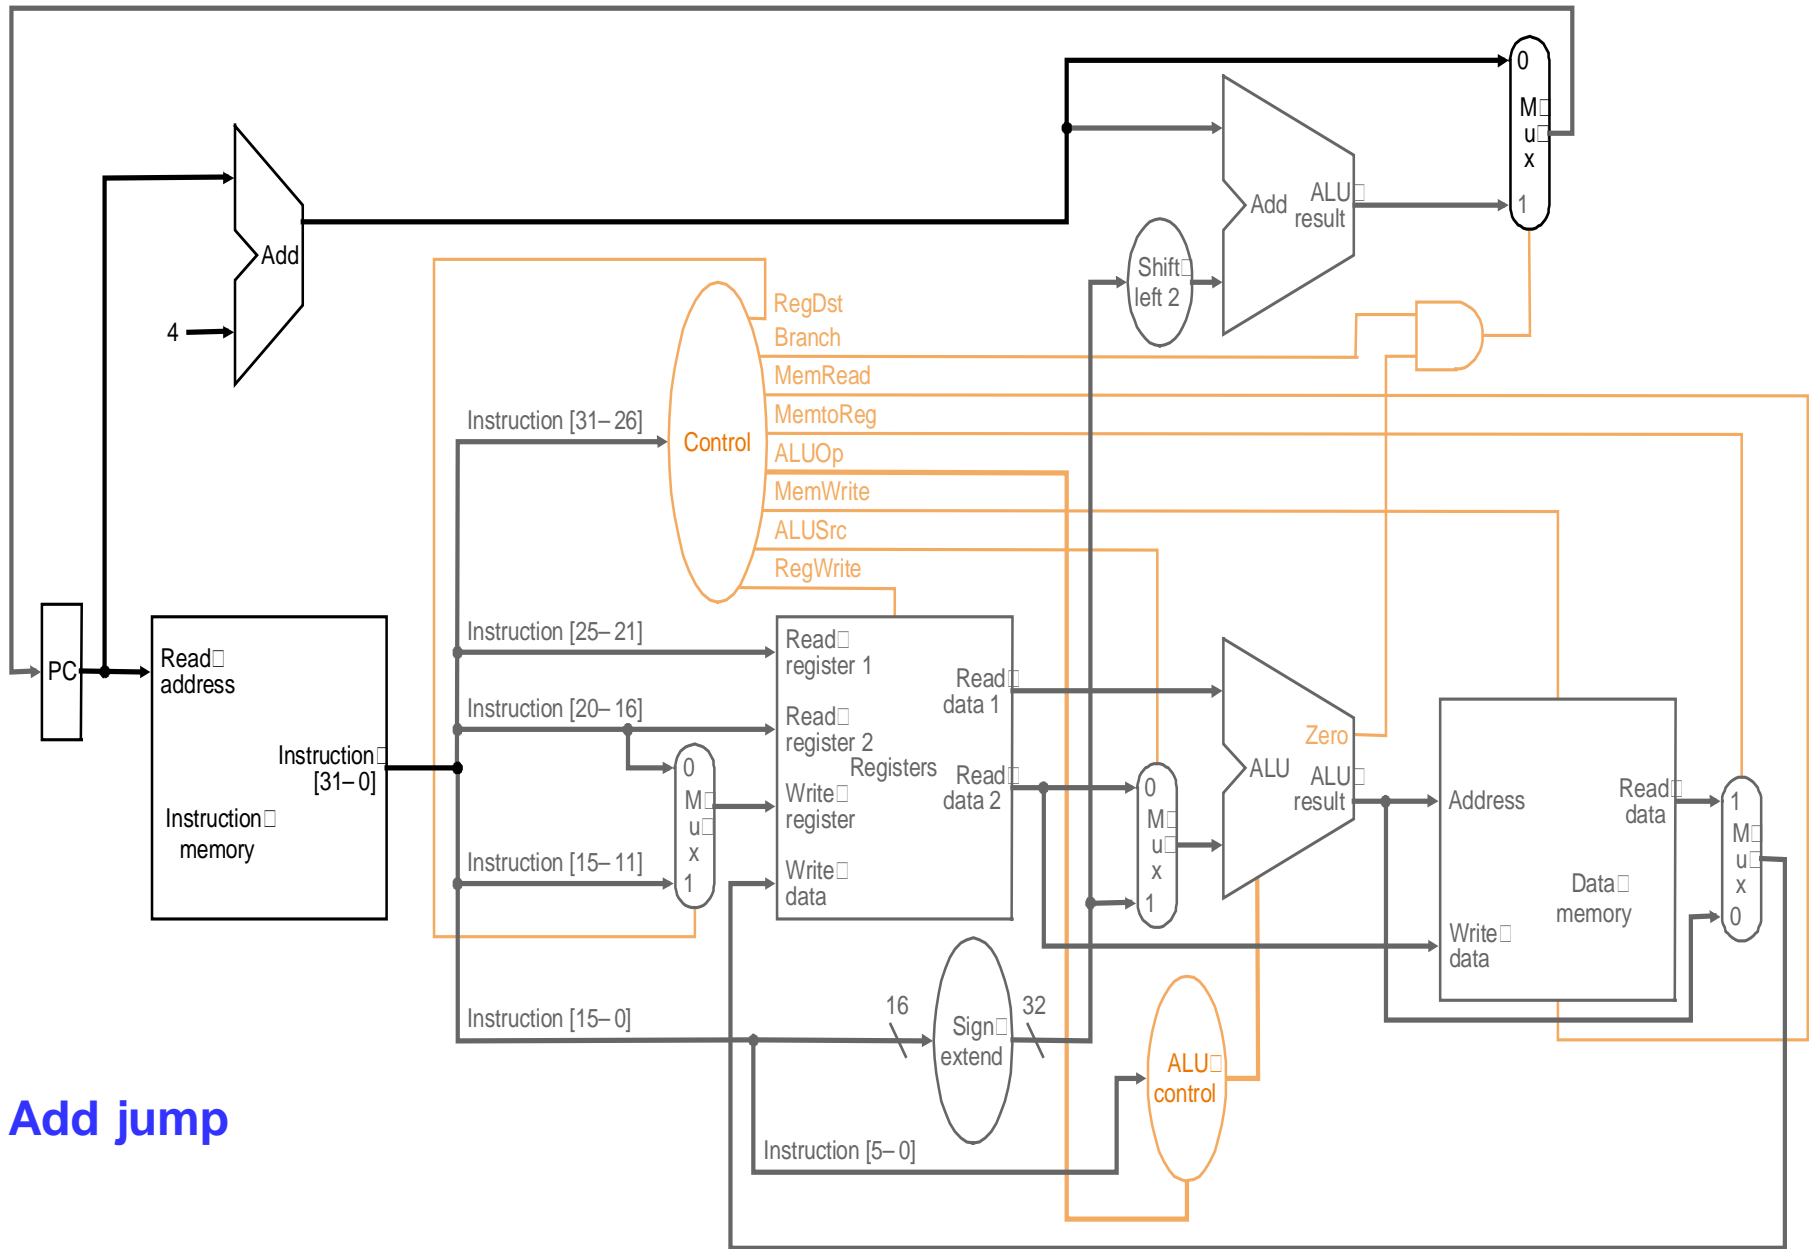 0
M
u
x
1
Add
ALU
result
Shift
left 2
Add
4
RegDst
Branch
MemRead
MemtoReg
ALUOp
MemWrite
ALUSrc
RegWrite
Control
Instruction [31–26]
Instruction [25–21]
Instruction [20–16]
Instruction [15–11]
Instruction [15–0]
Instruction [5–0]
PC
Read
address
Instruction
[31–0]
Instruction
memory
0
M
u
x
1
Read
register 1
Read
register 2
Registers
Write
register
Write
data
Read
data 1
Read
data 2
0
M
u
x
1
Zero
ALU
ALU
result
Address
Read
data
Data
memory
Write
data
1
M
u
x
0
16
Sign
extend
32
ALU
control
Add jump